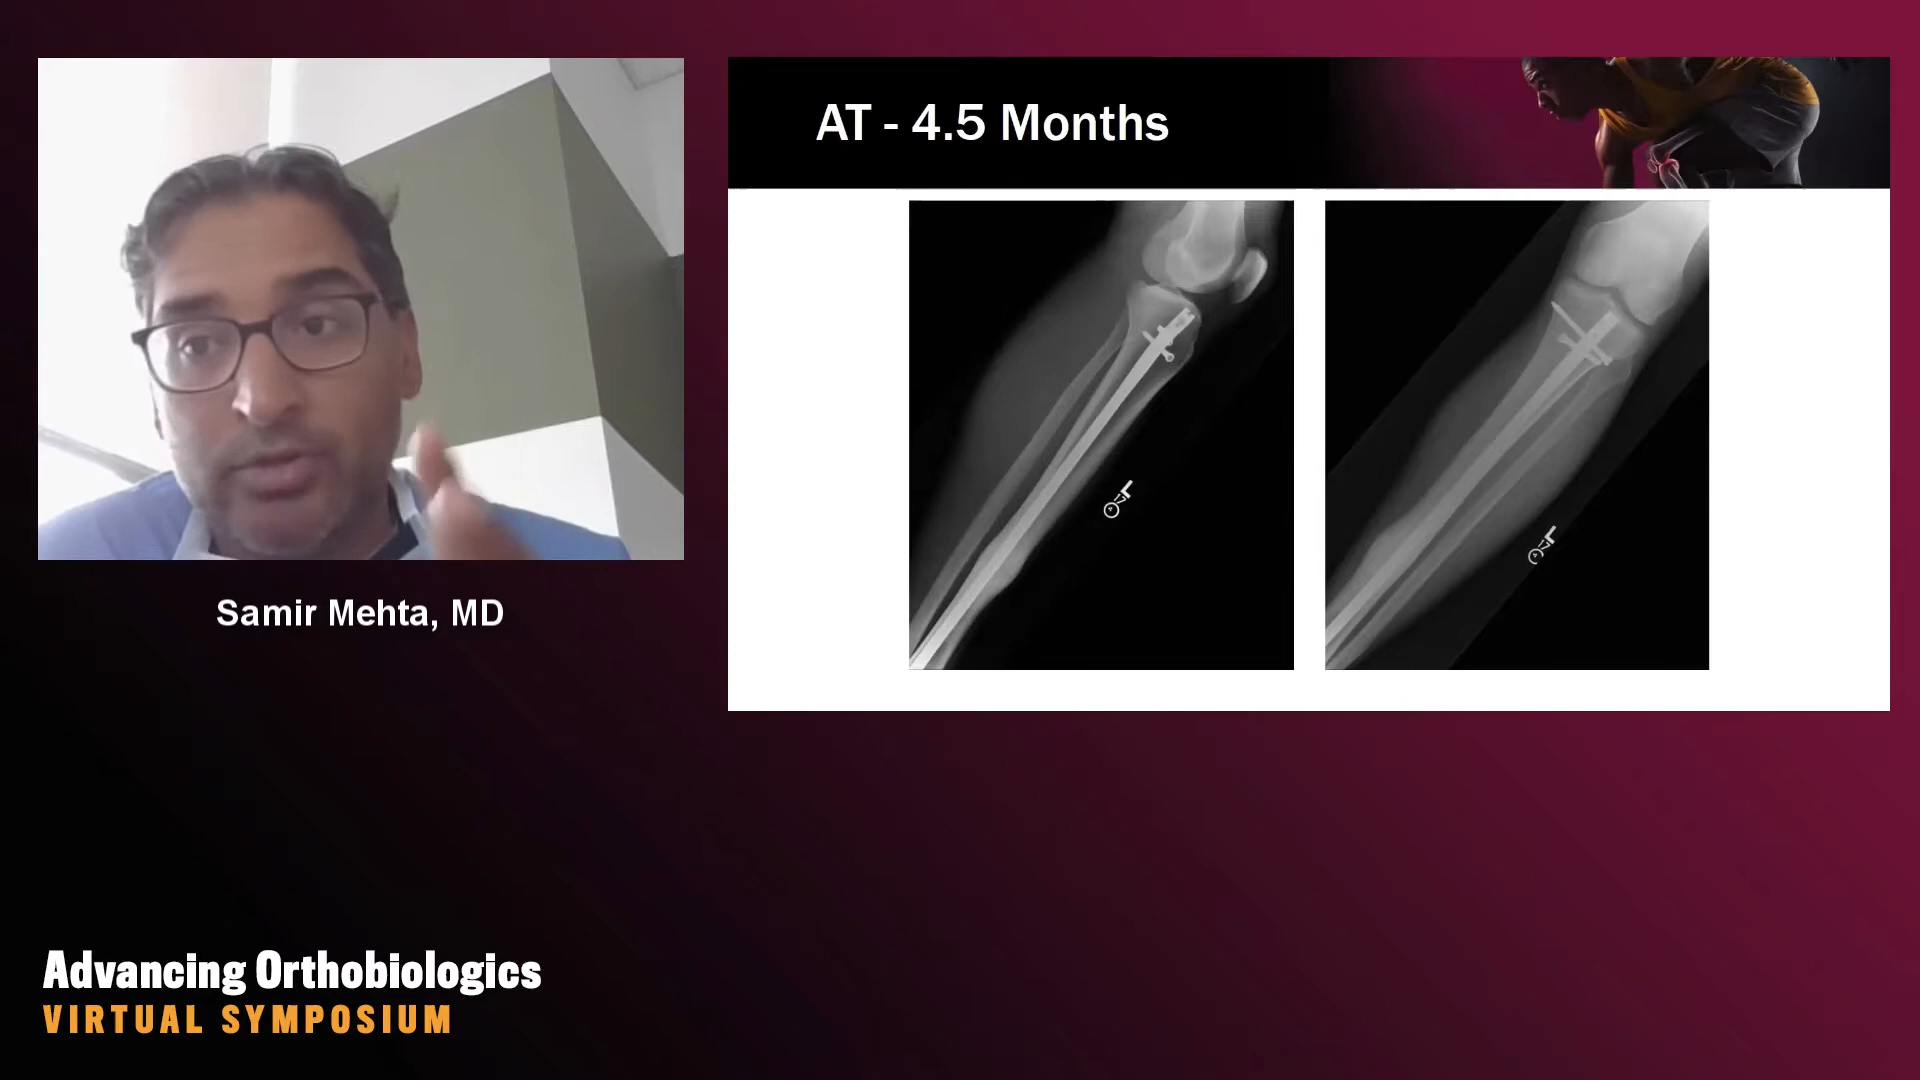 AT - 4.5 Months
L
L
Samir Mehta, MD
Advancing Orthobiologics
VIRTUAL SYMPOSIUM